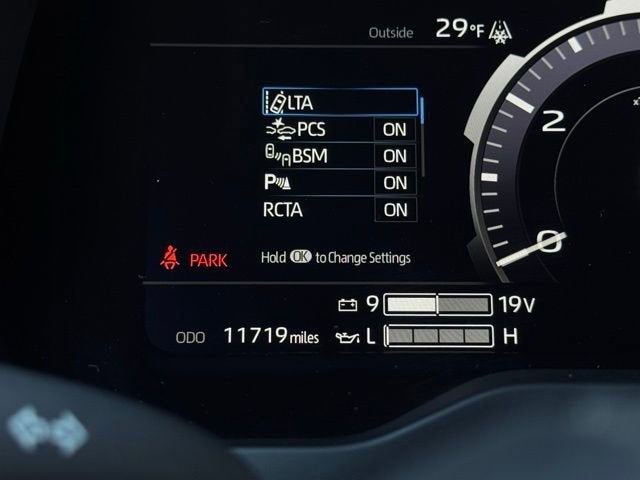 Outside 29°F
LTA
PCS ON
BSM ON
P ON
RCTA ON
Hold OK to Change Settings
PARK
2
0
9 19V
ODO 11719 miles L H